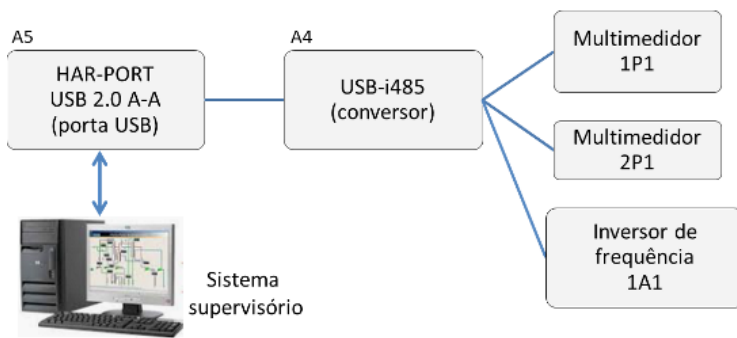 A5
HAR-PORT
USB 2.0 A-A
(porta USB)
A4
USB-i485
(conversor)
Multimedidor
1P1
Multimedidor
2P1
Inversor de
frequência
1A1
Sistema
supervisório